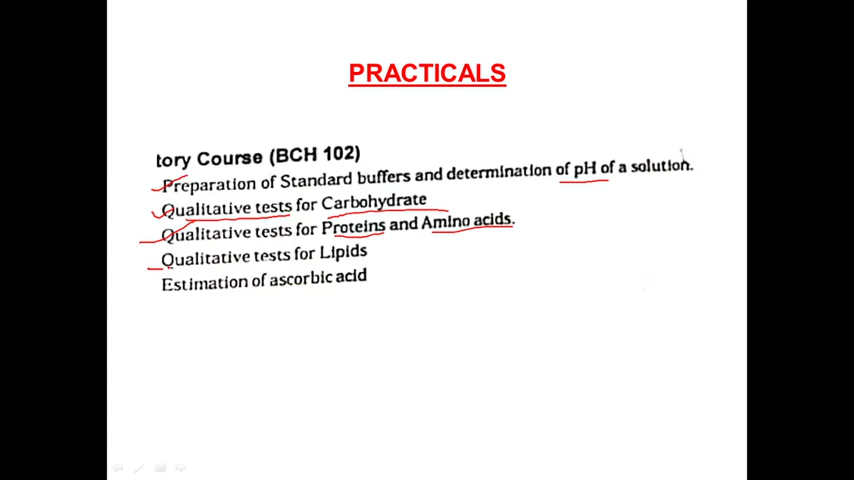 PRACTICALS
tory Course (BCH 102)
Preparation of Standard buffers and determination of pH of a solution.
Qualitative tests for Carbohydrate
Qualitative tests for Proteins and Amino acids.
Qualitative tests for Lipids
Estimation of ascorbic acid